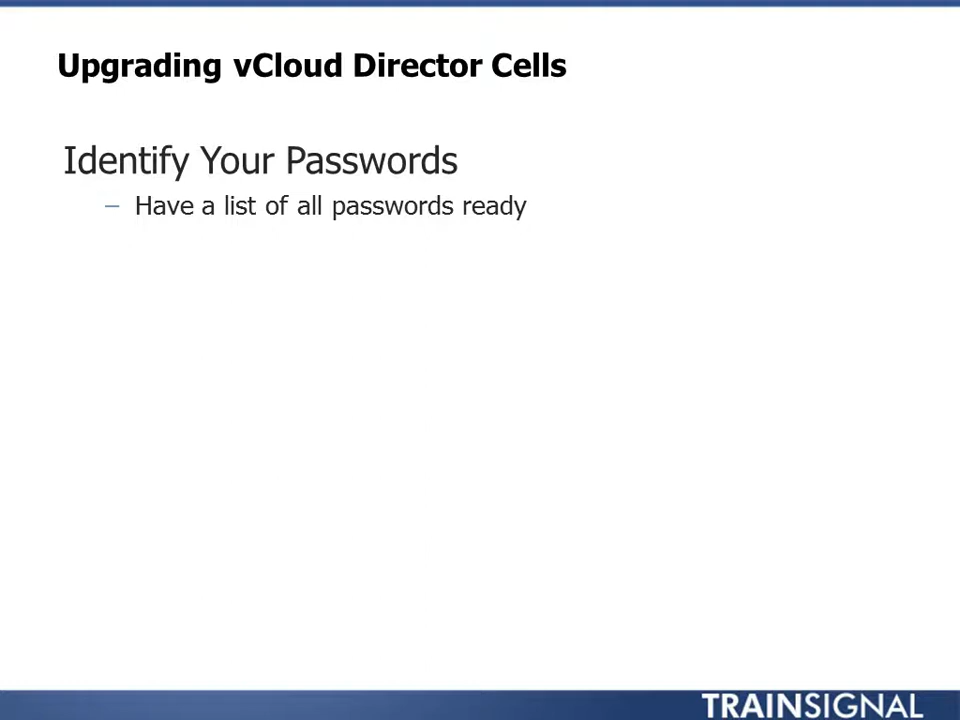 Upgrading vCloud Director Cells
Identify Your Passwords
– Have a list of all passwords ready
TRAINSIGNAL